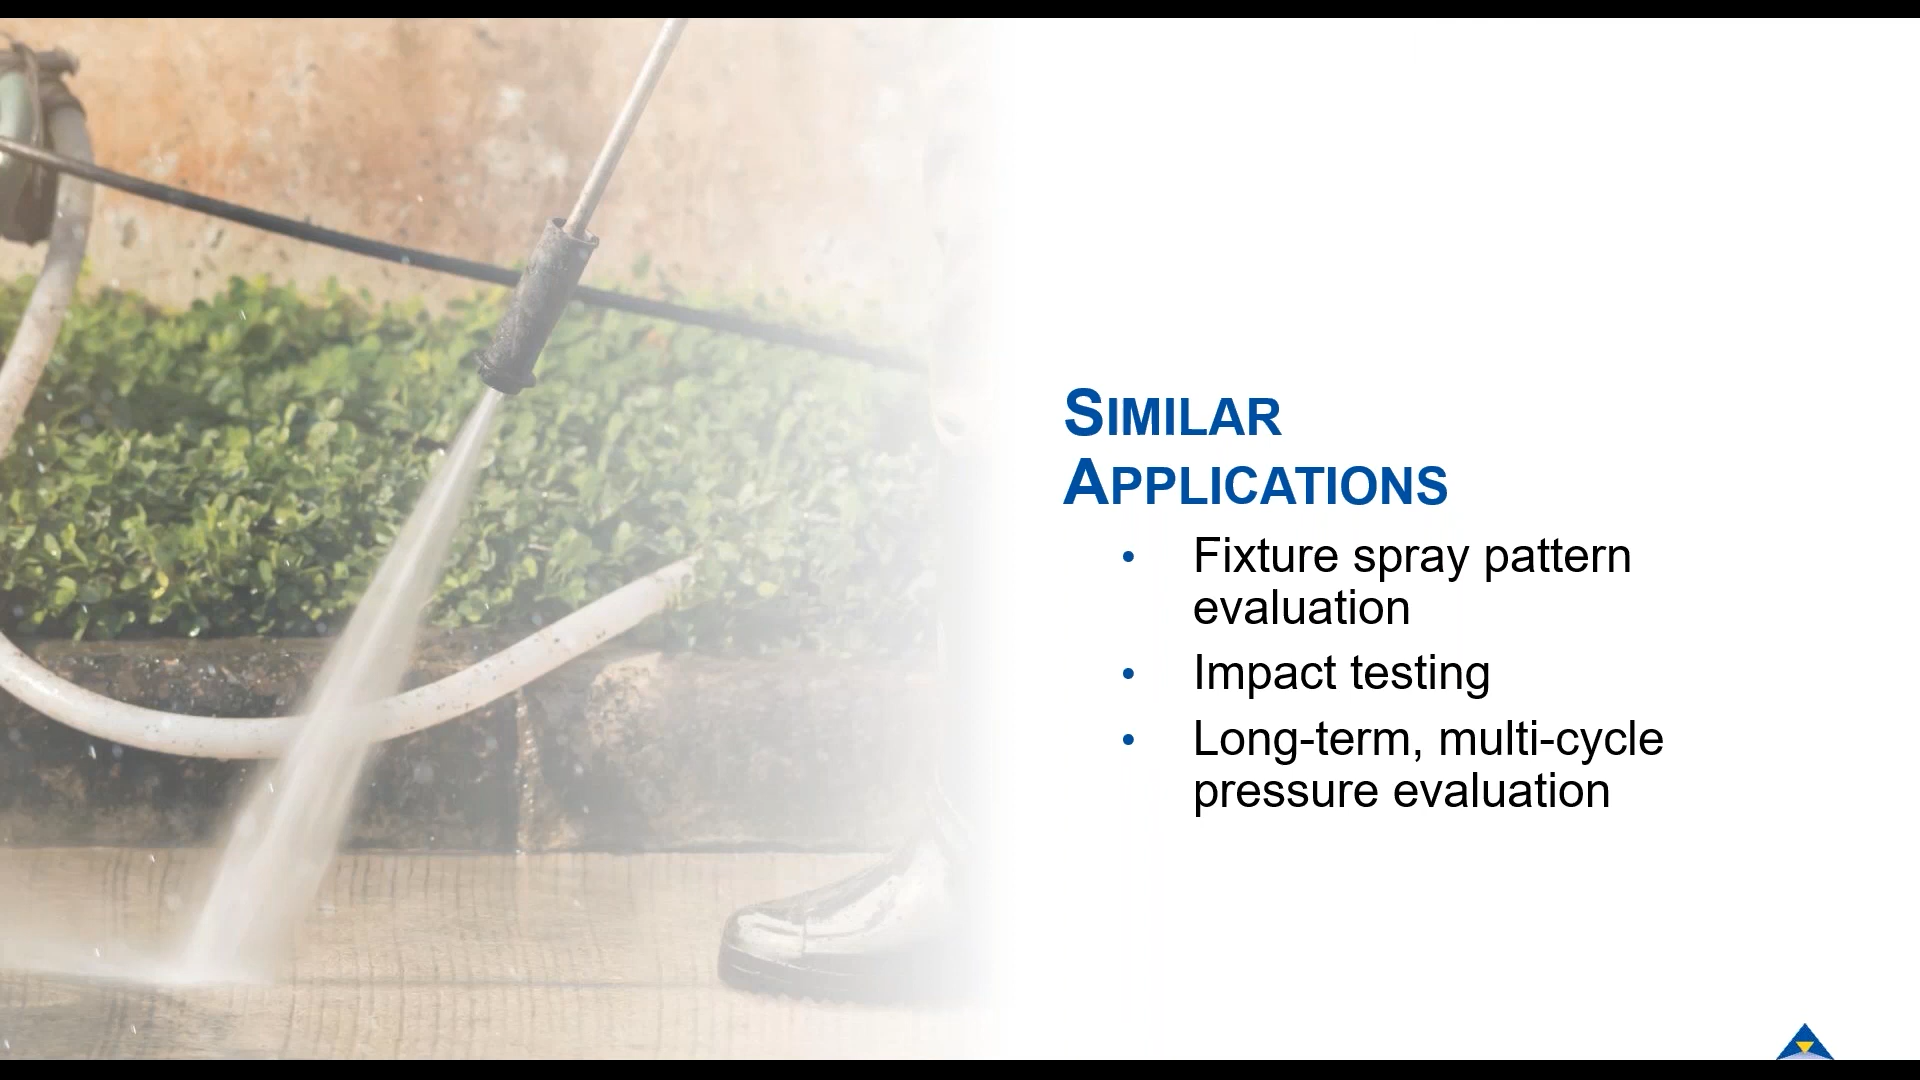 SIMILAR
APPLICATIONS
• Fixture spray pattern
evaluation
• Impact testing
• Long-term, multi-cycle
pressure evaluation